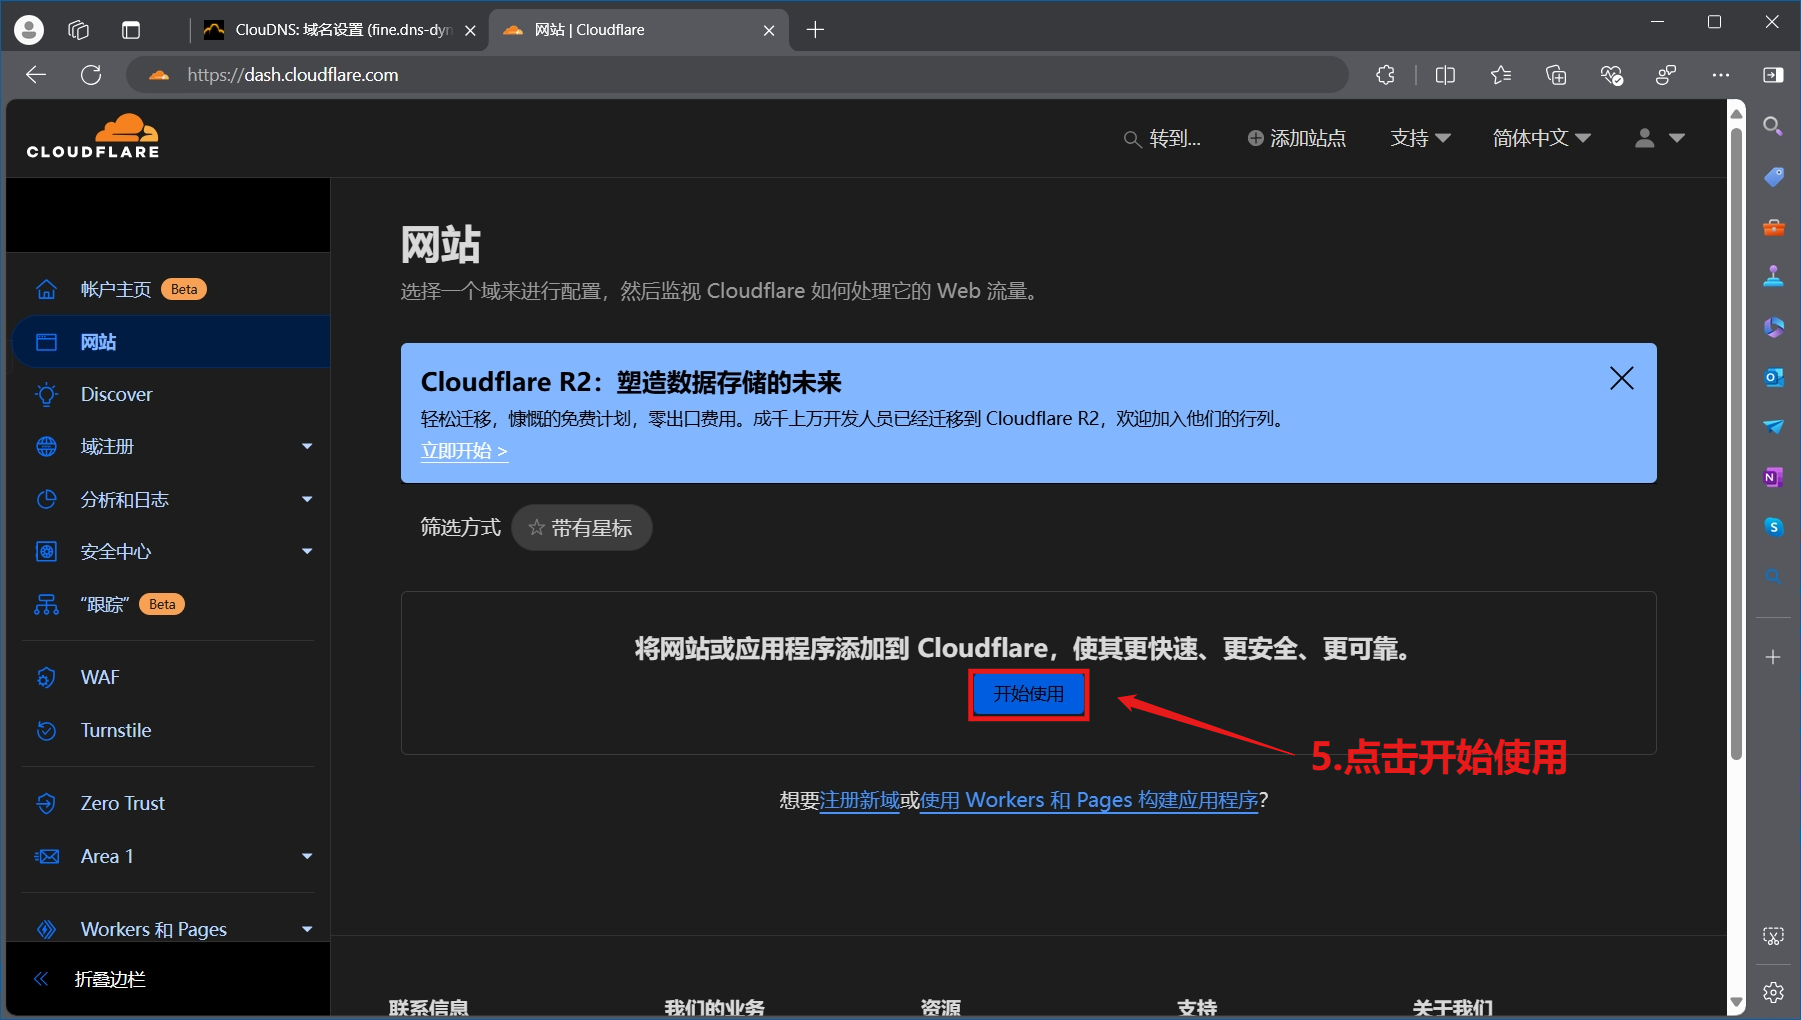 ClouDNS: 域名设置 (fine.dns-dyn
网站 | Cloudflare
https://dash.cloudflare.com
CLOUDFLARE
转到...
添加站点
支持
简体中文
帐户主页 Beta
网站
Discover
域注册
分析和日志
安全中心
“跟踪” Beta
WAF
Turnstile
Zero Trust
Area 1
Workers 和 Pages
折叠边栏
网站
选择一个域来进行配置，然后监视 Cloudflare 如何处理它的 Web 流量。
Cloudflare R2：塑造数据存储的未来
轻松迁移，慷慨的免费计划，零出口费用。成千上万开发人员已经迁移到 Cloudflare R2，欢迎加入他们的行列。
立即开始 >
筛选方式
☆ 带有星标
将网站或应用程序添加到 Cloudflare，使其更快速、更安全、更可靠。
开始使用
5.点击开始使用
想要注册新域或使用 Workers 和 Pages 构建应用程序?
联系信息
我们的业务
资源
支持
关于我们